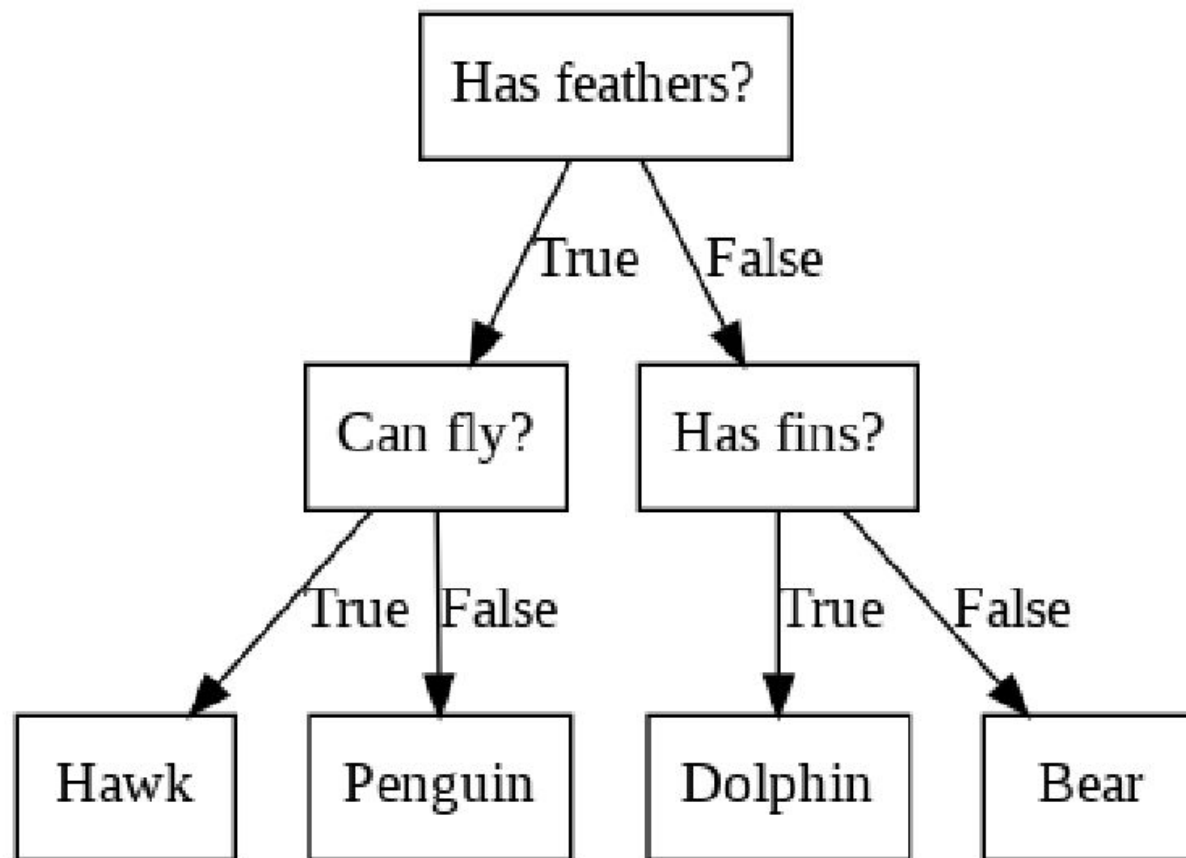 Has feathers?
True
False
Can fly?
Has fins?
True
False
True
False
Hawk
Penguin
Dolphin
Bear